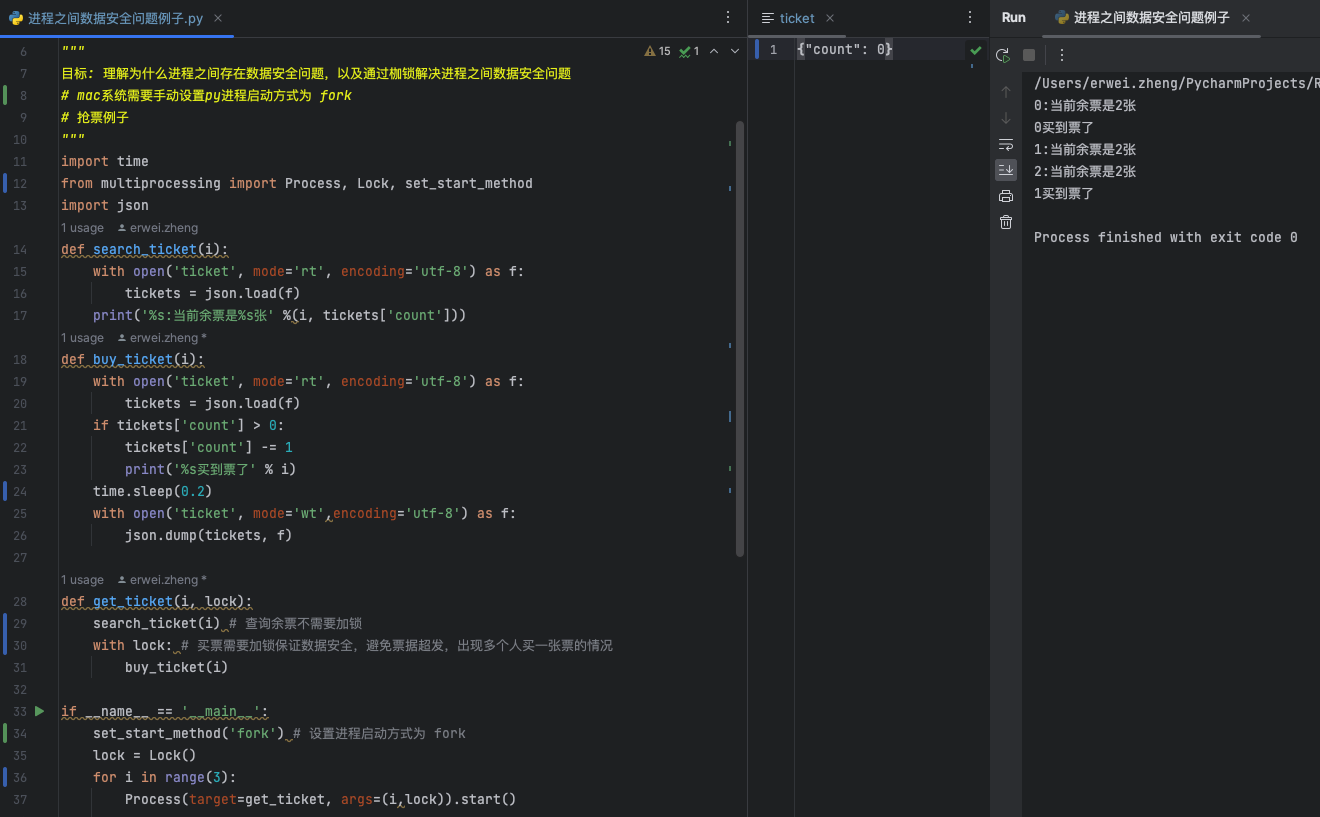 进程之间数据安全问题例子.py
6 """
15 1
7 目标: 理解为什么进程之间存在数据安全问题，以及通过枷锁解决进程之间数据安全问题
8 # mac系统需要手动设置py进程启动方式为 fork
9 # 抢票例子
10 """
11 import time
12 from multiprocessing import Process, Lock, set_start_method
13 import json
1 usage erwei.zheng
14 def search_ticket(i):
15 with open('ticket', mode='rt', encoding='utf-8') as f:
16 tickets = json.load(f)
17 print('%s:当前余票是%s张' %(i, tickets['count']))
1 usage erwei.zheng *
18 def buy_ticket(i):
19 with open('ticket', mode='rt', encoding='utf-8') as f:
20 tickets = json.load(f)
21 if tickets['count'] > 0:
22 tickets['count'] -= 1
23 print('%s买到票了' % i)
24 time.sleep(0.2)
25 with open('ticket', mode='wt',encoding='utf-8') as f:
26 json.dump(tickets, f)
27
1 usage erwei.zheng *
28 def get_ticket(i, lock):
29 search_ticket(i) # 查询余票不需要加锁
30 with lock: # 买票需要加锁保证数据安全，避免票据超发，出现多个人买一张票的情况
31 buy_ticket(i)
32
33 if __name__ == '__main__':
34 set_start_method('fork') # 设置进程启动方式为 fork
35 lock = Lock()
36 for i in range(3):
37 Process(target=get_ticket, args=(i,lock)).start()
ticket
1 {"count": 0}
Run 进程之间数据安全问题例子
/Users/erwei.zheng/PycharmProjects/
0:当前余票是2张
0买到票了
1:当前余票是2张
2:当前余票是2张
1买到票了
Process finished with exit code 0